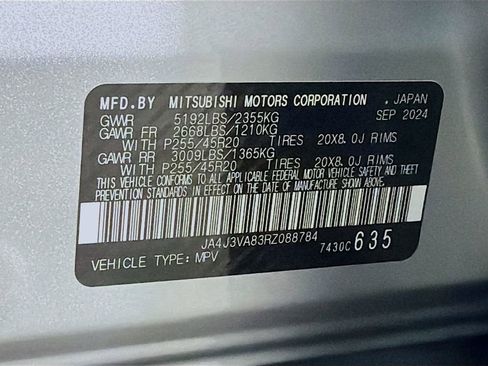 MFD.BY MITSUBISHI MOTORS CORPORATION . JAPAN
GVWR 5192LBS/2355KG SEP 2024
GAWR FR 2668LBS/1210KG
WITH P255/45R20 TIRES 20X8.0J RIMS
GAWR RR 3009LBS/1365KG
WITH P255/45R20 TIRES 20X8.0J RIMS
THIS VEHICLE CONFORMS TO ALL APPLICABLE FEDERAL MOTOR VEHICLE SAFETY AND THEFT
PREVENTION STANDARDS IN EFFECT ON THE DATE OF MANUFACTURE SHOWN ABOVE.
JA4J3VA83RZ088784 7430C 635
VEHICLE TYPE: MPV